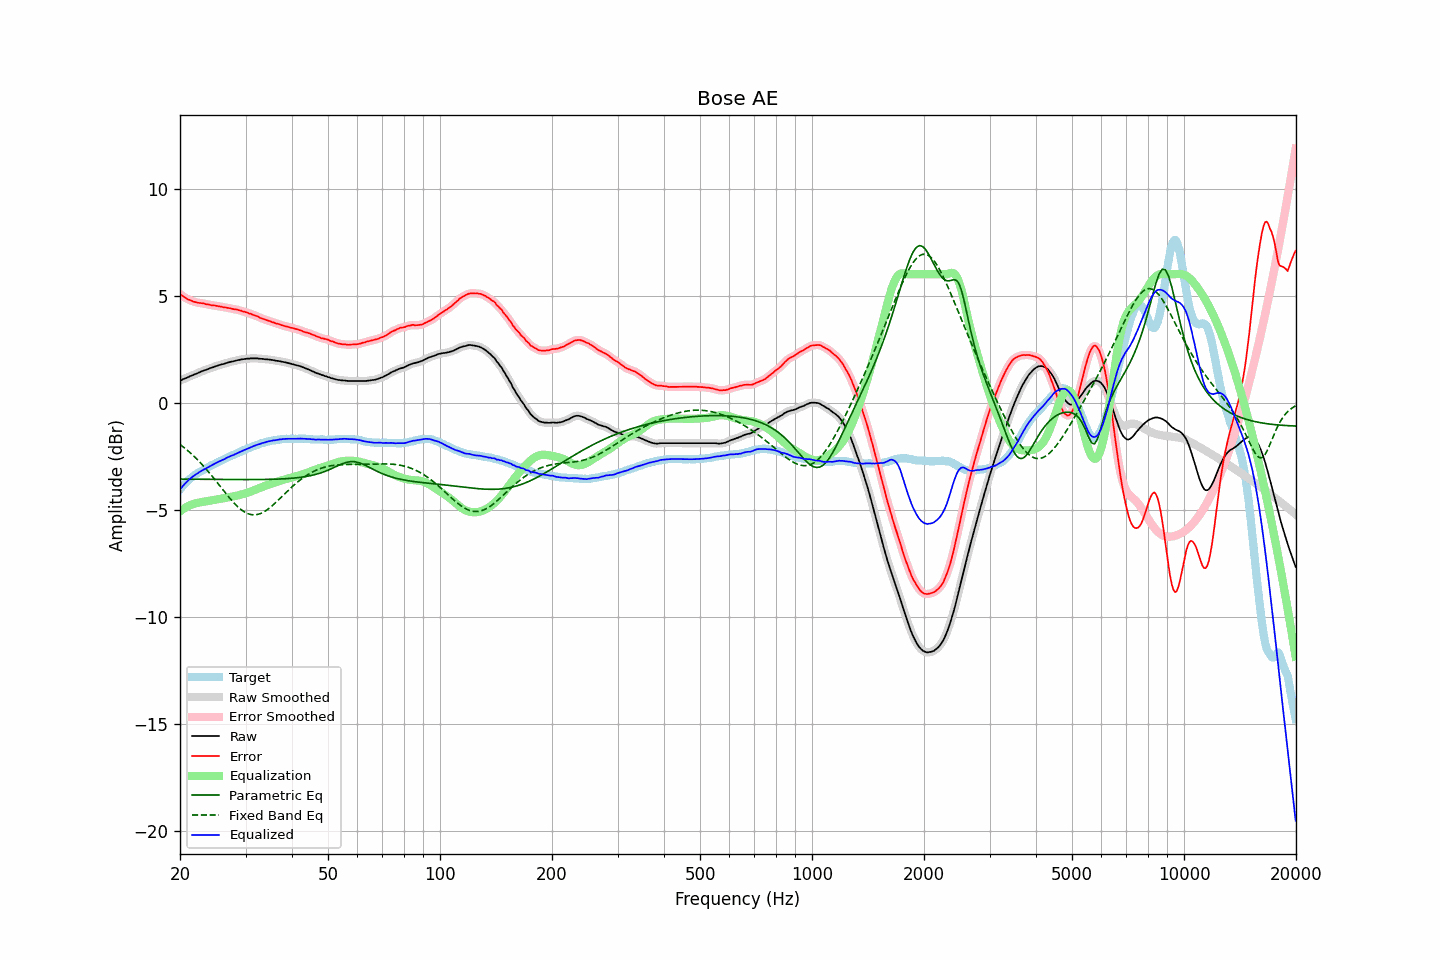 Bose AE
Amplitude (dBr)
10
5
0
−5
−10
−15
−20
Target
Raw Smoothed
Error Smoothed
Raw
Error
Equalization
Parametric Eq
Fixed Band Eq
Equalized
20 50 100 200 500 1000 2000 5000 10000 20000
Frequency (Hz)